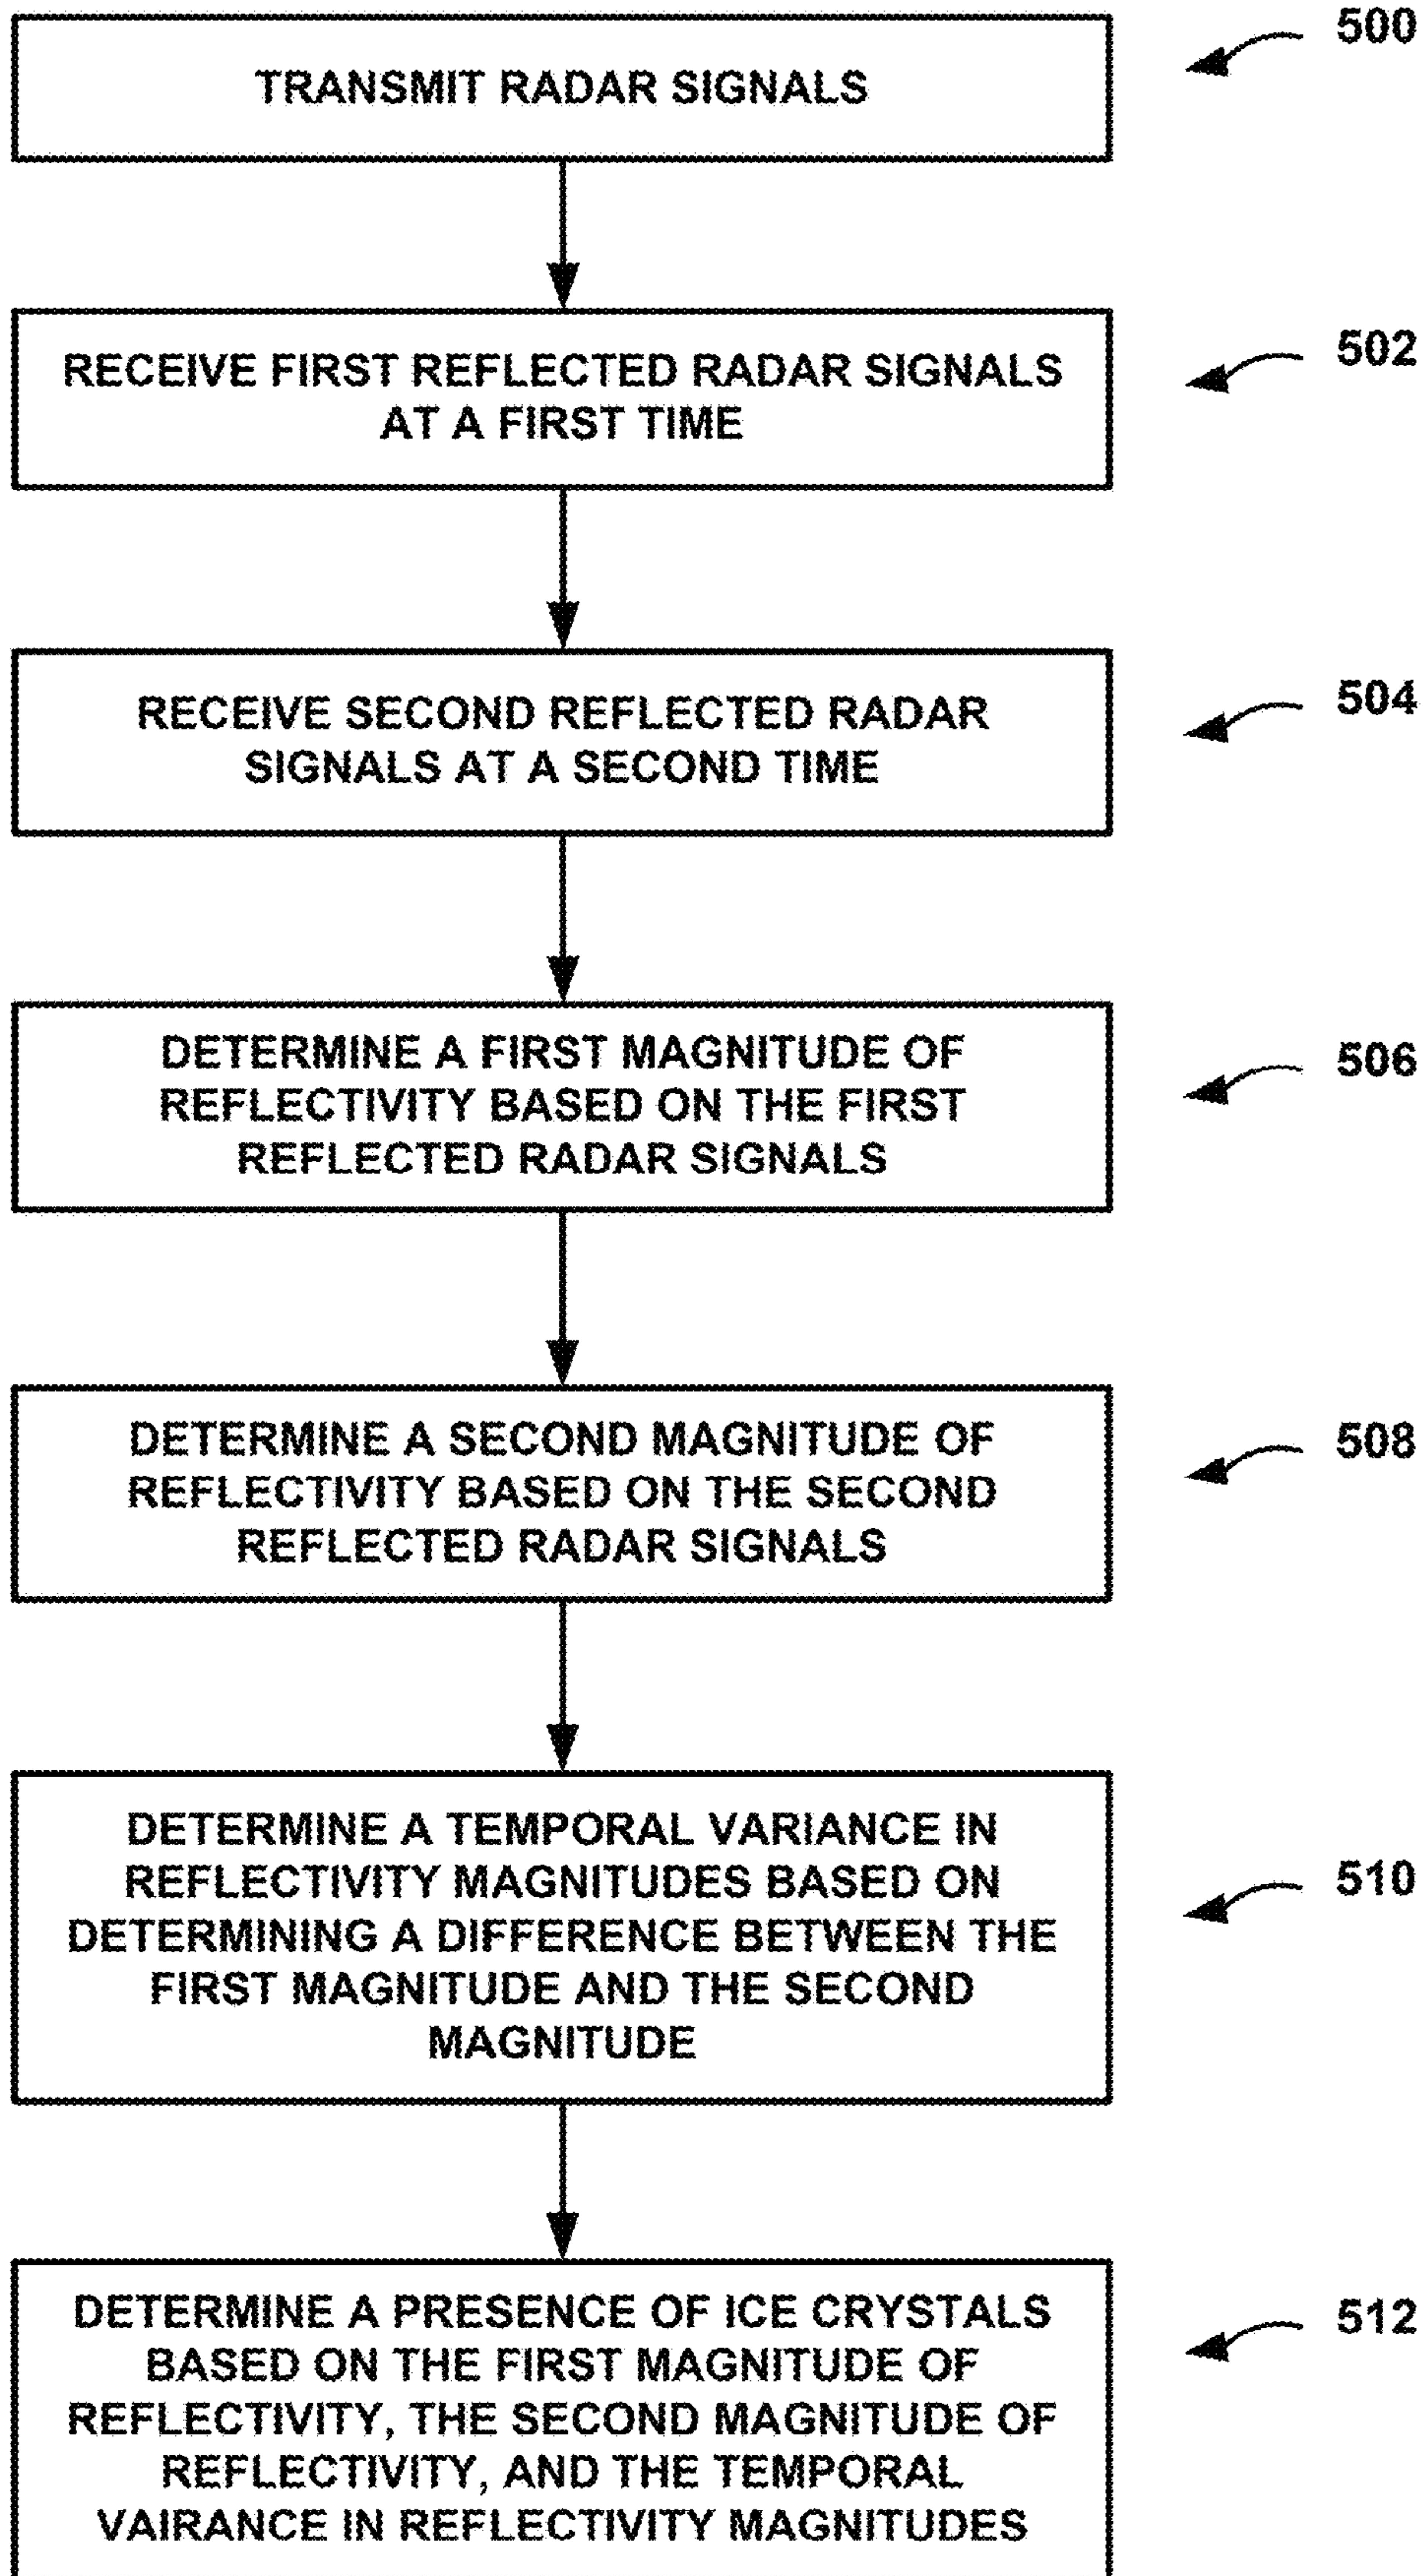 TRANSMIT RADAR SIGNALS
500
RECEIVE FIRST REFLECTED RADAR SIGNALS
AT A FIRST TIME
502
RECEIVE SECOND REFLECTED RADAR
SIGNALS AT A SECOND TIME
504
DETERMINE A FIRST MAGNITUDE OF
REFLECTIVITY BASED ON THE FIRST
REFLECTED RADAR SIGNALS
506
DETERMINE A SECOND MAGNITUDE OF
REFLECTIVITY BASED ON THE SECOND
REFLECTED RADAR SIGNALS
508
DETERMINE A TEMPORAL VARIANCE IN
REFLECTIVITY MAGNITUDES BASED ON
DETERMINING A DIFFERENCE BETWEEN THE
FIRST MAGNITUDE AND THE SECOND
MAGNITUDE
510
DETERMINE A PRESENCE OF ICE CRYSTALS
BASED ON THE FIRST MAGNITUDE OF
REFLECTIVITY, THE SECOND MAGNITUDE OF
REFLECTIVITY, AND THE TEMPORAL
VAIRANCE IN REFLECTIVITY MAGNITUDES
512